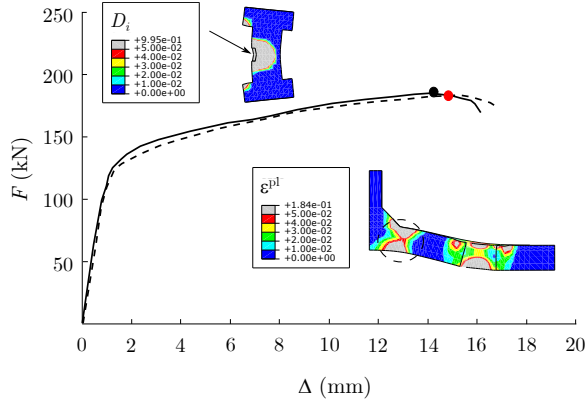 250
200
150
100
50
F (kN)
D_i
+9.95e-01
+5.00e-02
+4.00e-02
+3.00e-02
+2.00e-02
+1.00e-02
+0.00e+00
ε^pl
+1.84e-01
+5.00e-02
+4.00e-02
+3.00e-02
+2.00e-02
+1.00e-02
+0.00e+00
0 2 4 6 8 10 12 14 16 18 20
Δ (mm)